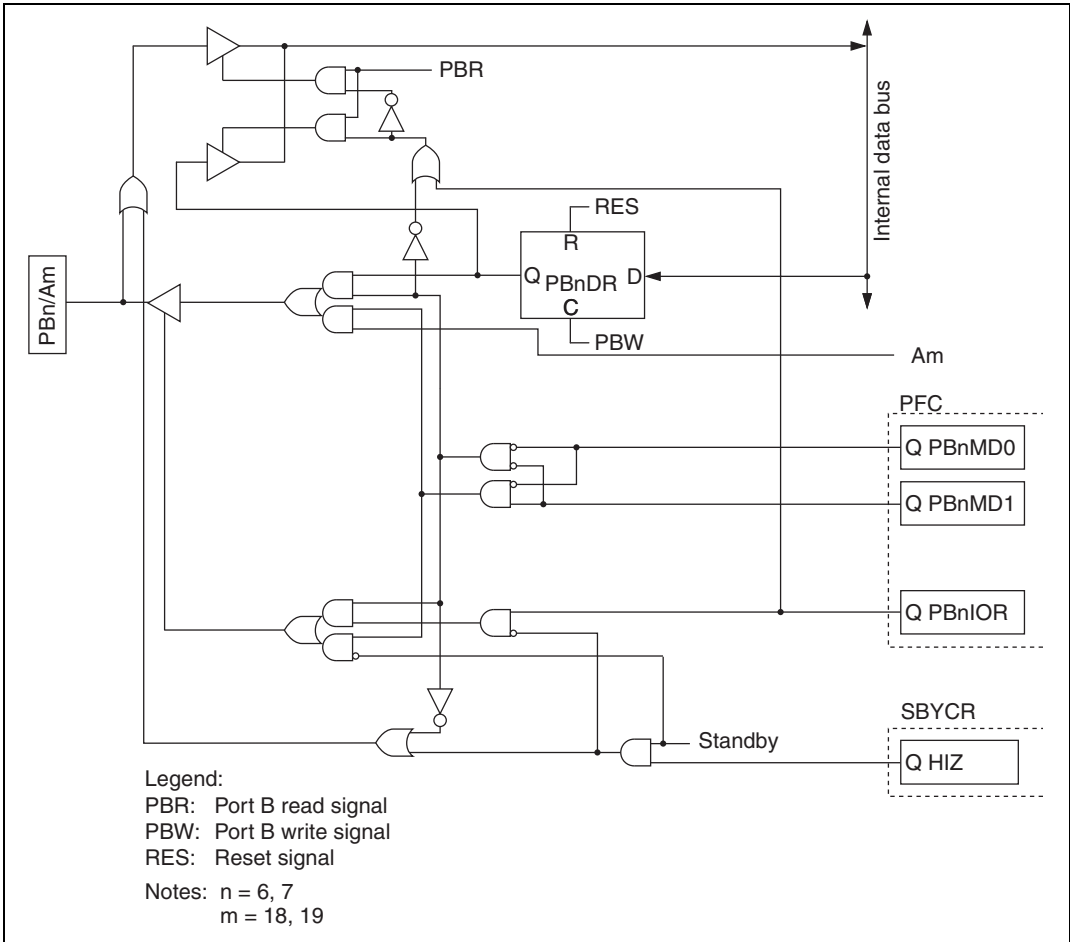 PBR
Internal data bus
RES
R
Q PBnDR D
C
PBW
PBn/Am
Am
PFC
Q PBnMD0
Q PBnMD1
Q PBnIOR
SBYCR
Standby
Q HIZ
Legend:
PBR: Port B read signal
PBW: Port B write signal
RES: Reset signal
Notes: n = 6, 7
m = 18, 19